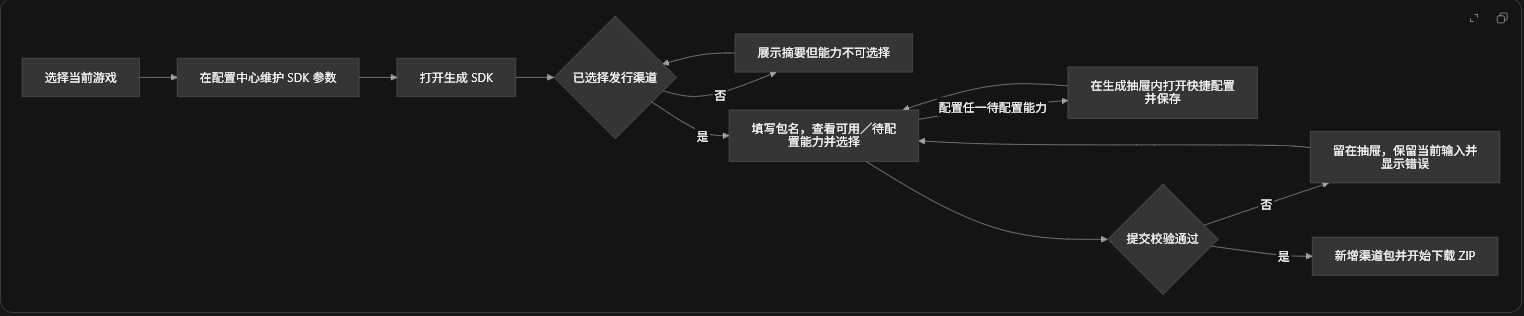 选择当前游戏
在配置中心维护 SDK 参数
打开生成 SDK
已选择发行渠道
展示摘要但能力不可选择
否
是
填写包名，查看可用／待配
置能力并选择
配置任一待配置能力
在生成抽屉内打开快捷配置
并保存
留在抽屉，保留当前输入并
显示错误
否
提交校验通过
是
新增渠道包并开始下载 ZIP